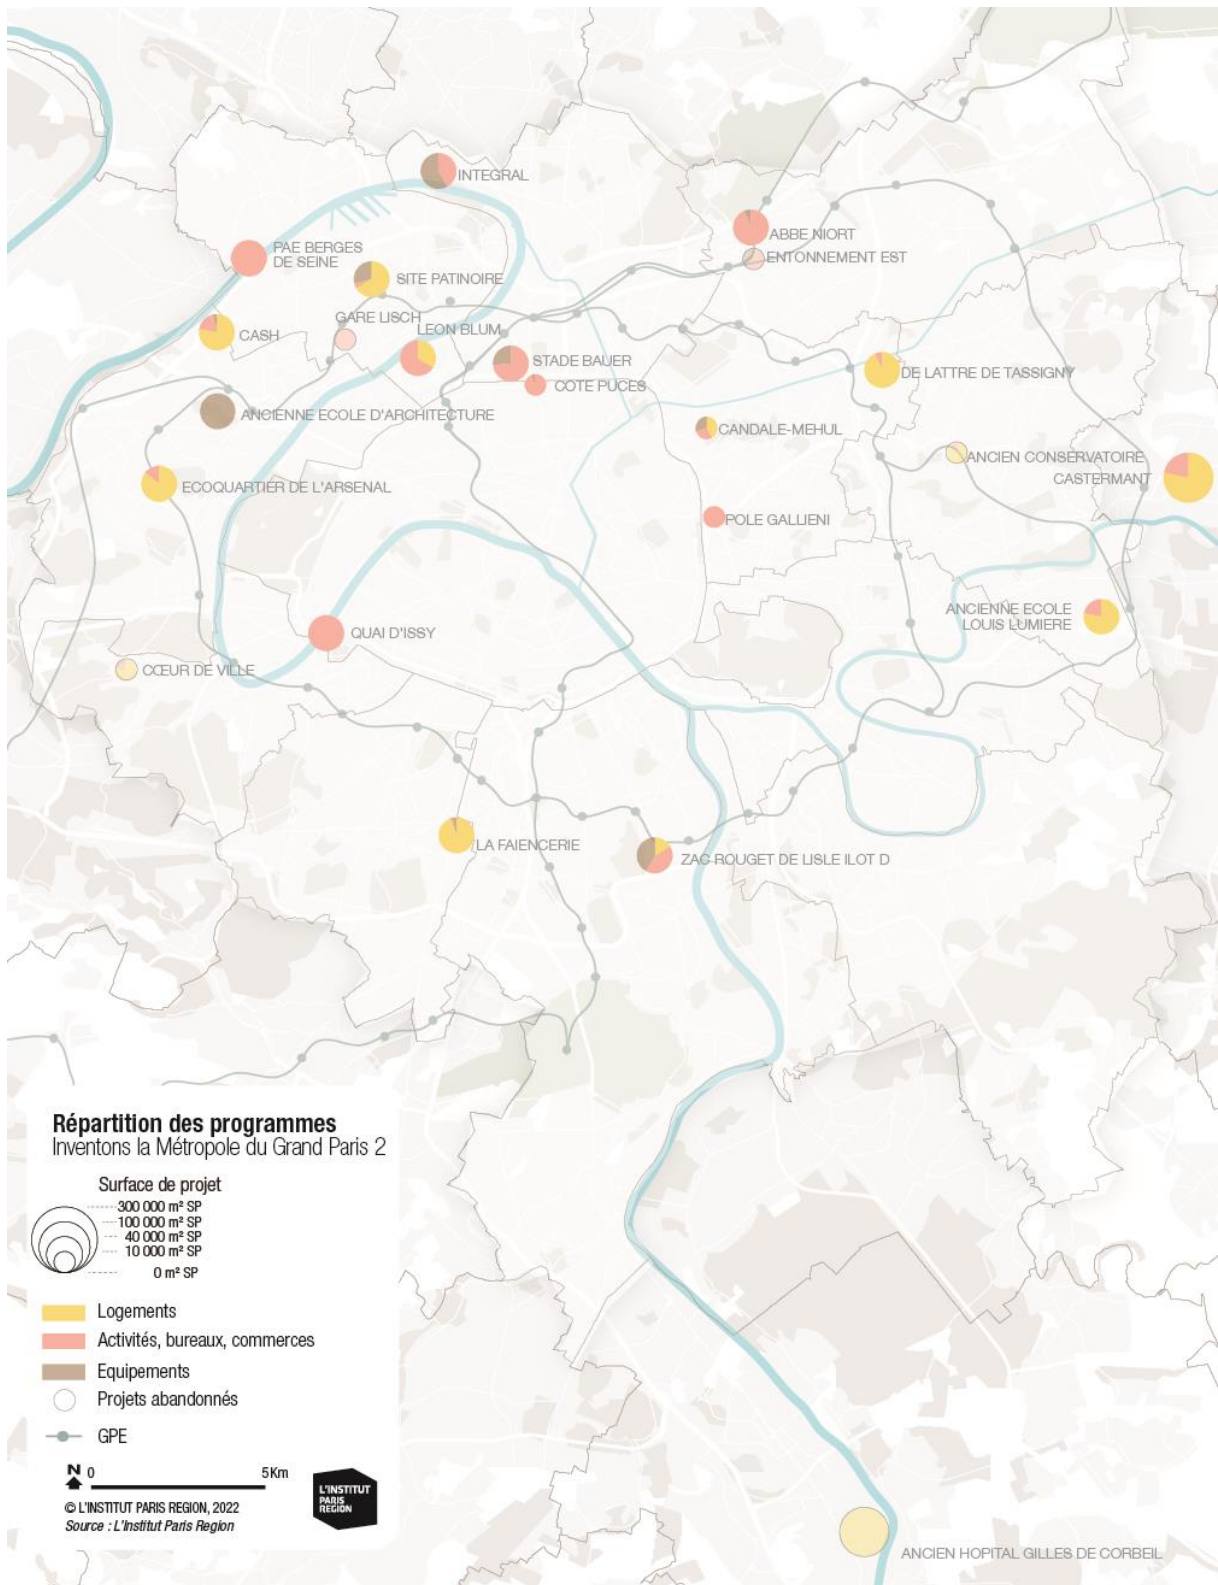 INTEGRAL
ABBE NIORT
PAE BERGES
DE SEINE
ENTONNEMENT EST
SITE PATINOIRE
GARE LISCH
LEON BLUM
CASH
STADE BAUER
DE LATTRE DE TASSIGNY
COTE PUCES
ANCIENNE ECOLE D'ARCHITECTURE
CANDALE-MEHUL
ANCIEN CONSERVATOIRE
CASTERMANT
ECOQUARTIER DE L'ARSENAL
POLE GALLIENI
ANCIENNE ECOLE
LOUIS LUMIERE
QUAI D'ISSY
CŒUR DE VILLE
LA FAIENCERIE
ZAC ROUGET DE LISLE ILOT D
Répartition des programmes
Inventons la Métropole du Grand Paris 2
Surface de projet
300 000 m² SP
100 000 m² SP
40 000 m² SP
10 000 m² SP
0 m² SP
Logements
Activités, bureaux, commerces
Equipements
Projets abandonnés
GPE
N 0 5 Km
© L'INSTITUT PARIS REGION, 2022
Source : L'Institut Paris Region
L'INSTITUT
PARIS
REGION
ANCIEN HOPITAL GILLES DE CORBEIL